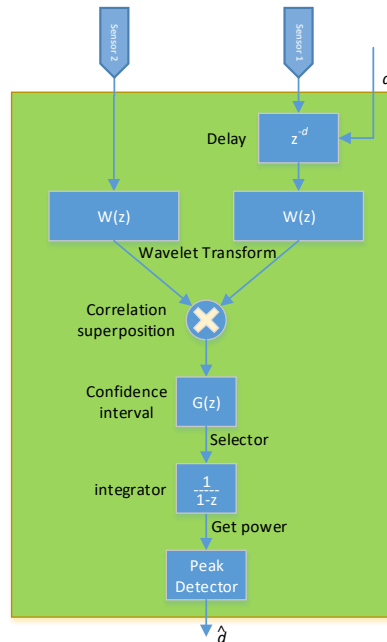 Sensor 2
Sensor 1
d
Delay
z-d
W(z)
W(z)
Wavelet Transform
Correlation
superposition
Confidence
interval
G(z)
Selector
integrator
1
1-z
Get power
Peak
Detector
d̂